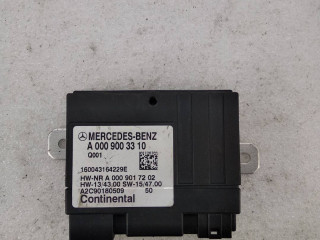 MERCEDES-BENZ
A 000 900 33 10
Q001
160043164229E
HW-NR A 000 901 72 02
HW-13/43.00 SW-15/47.00
A2C90180509 50
Continental